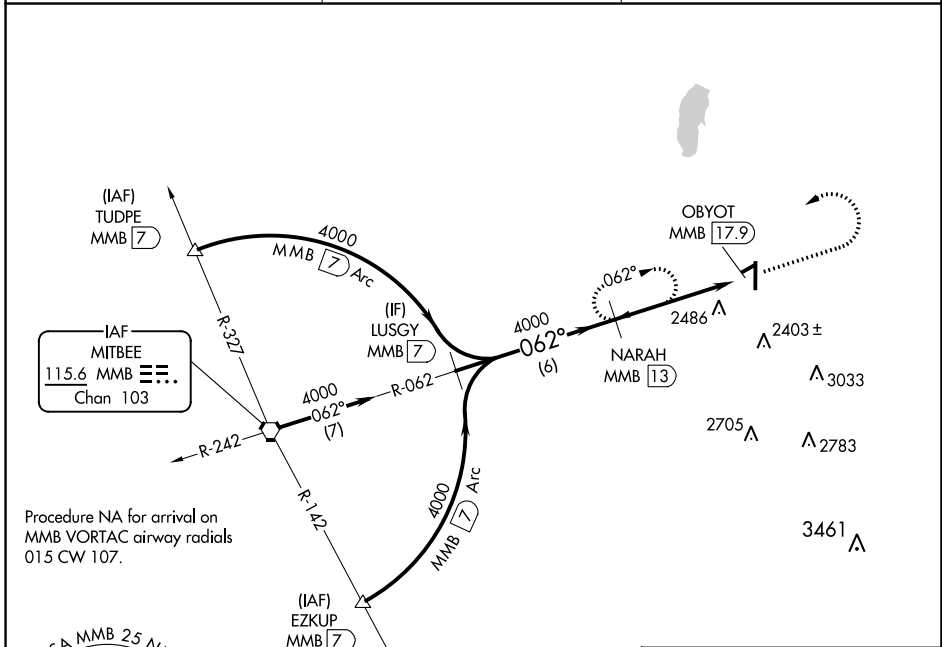 (IAF)
TUDPE
MMB 7
4000
MMB 7 Arc
OBYOT
MMB 17.9
062°
2486
2403 ±
3033
2705
2783
3461
(IF)
LUSGY
MMB 7
4000
062°
(6)
NARAH
MMB 13
R-327
IAF
MITBEE
115.6 MMB
Chan 103
4000
062°
(7)
R-062
R-242
R-142
4000
MMB 7 Arc
Procedure NA for arrival on
MMB VORTAC airway radials
015 CW 107.
(IAF)
EZKUP
MMB 7
MMB 25